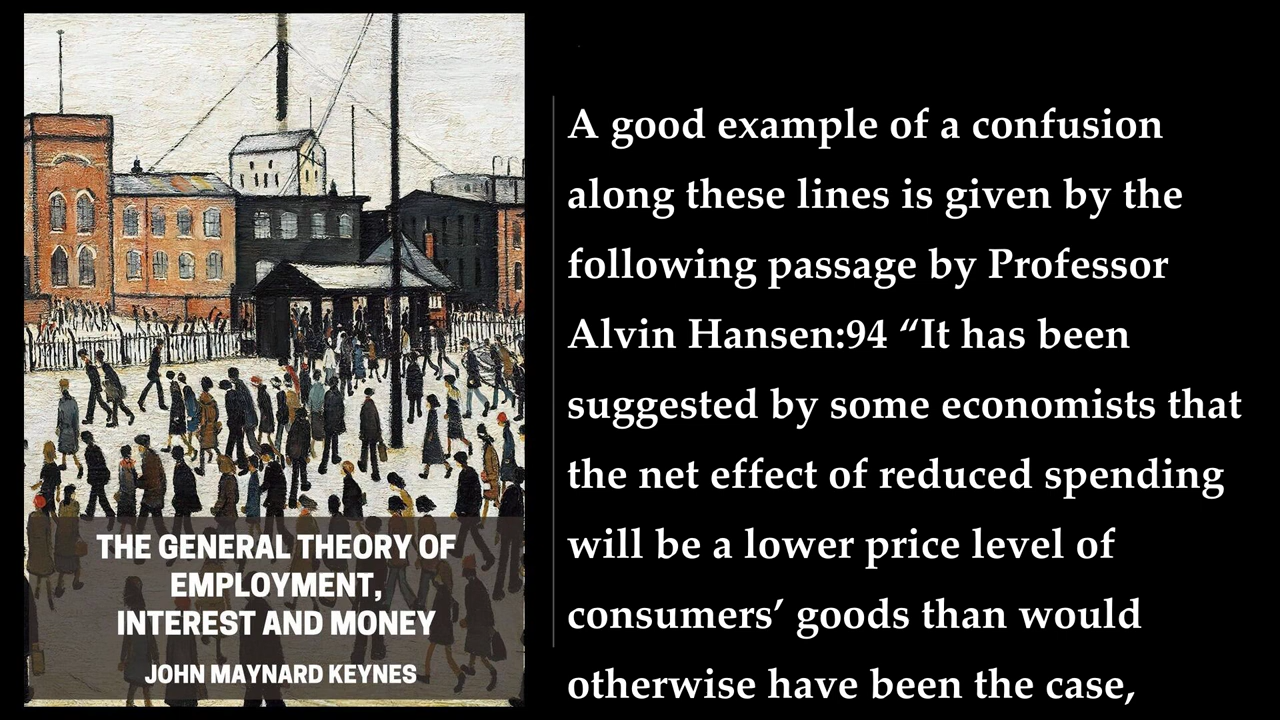 THE GENERAL THEORY OF
EMPLOYMENT,
INTEREST AND MONEY
JOHN MAYNARD KEYNES
A good example of a confusion
along these lines is given by the
following passage by Professor
Alvin Hansen:94 “It has been
suggested by some economists that
the net effect of reduced spending
will be a lower price level of
consumers’ goods than would
otherwise have been the case,